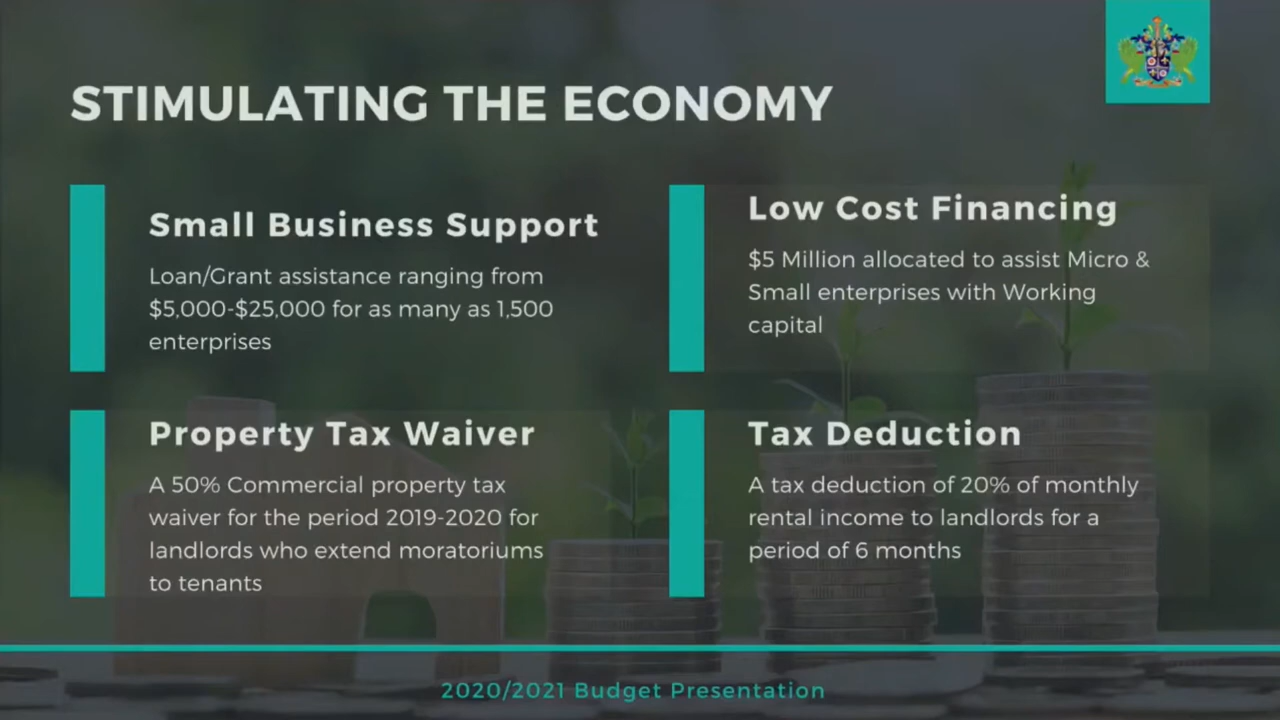 STIMULATING THE ECONOMY
Small Business Support
Loan/Grant assistance ranging from
$5,000-$25,000 for as many as 1,500
enterprises
Low Cost Financing
$5 Million allocated to assist Micro &
Small enterprises with Working
capital
Property Tax Waiver
A 50% Commercial property tax
waiver for the period 2019-2020 for
landlords who extend moratoriums
to tenants
Tax Deduction
A tax deduction of 20% of monthly
rental income to landlords for a
period of 6 months
2020/2021 Budget Presentation